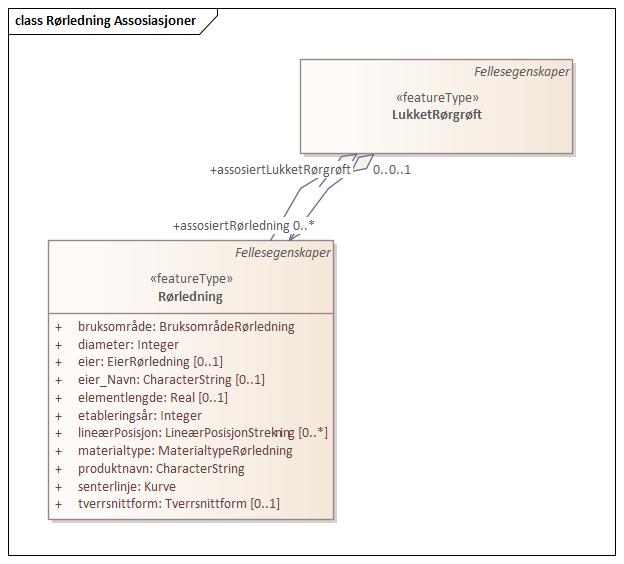 class Rørledning Assosiasjoner
Fellesegenskaper
«featureType»
LukketRørgrøft
+assosiertLukketRørgrøft 0..0..1
+assosiertRørledning 0..*
Fellesegenskaper
«featureType»
Rørledning
+ bruksområde: BruksområdeRørledning
+ diameter: Integer
+ eier: EierRørledning [0..1]
+ eier_Navn: CharacterString [0..1]
+ elementlengde: Real [0..1]
+ etableringsår: Integer
+ lineærPosisjon: LineærPosisjonStrekning [0..*]
+ materialtype: MaterialtypeRørledning
+ produktnavn: CharacterString
+ senterlinje: Kurve
+ tverrsnittform: Tverrsnittform [0..1]